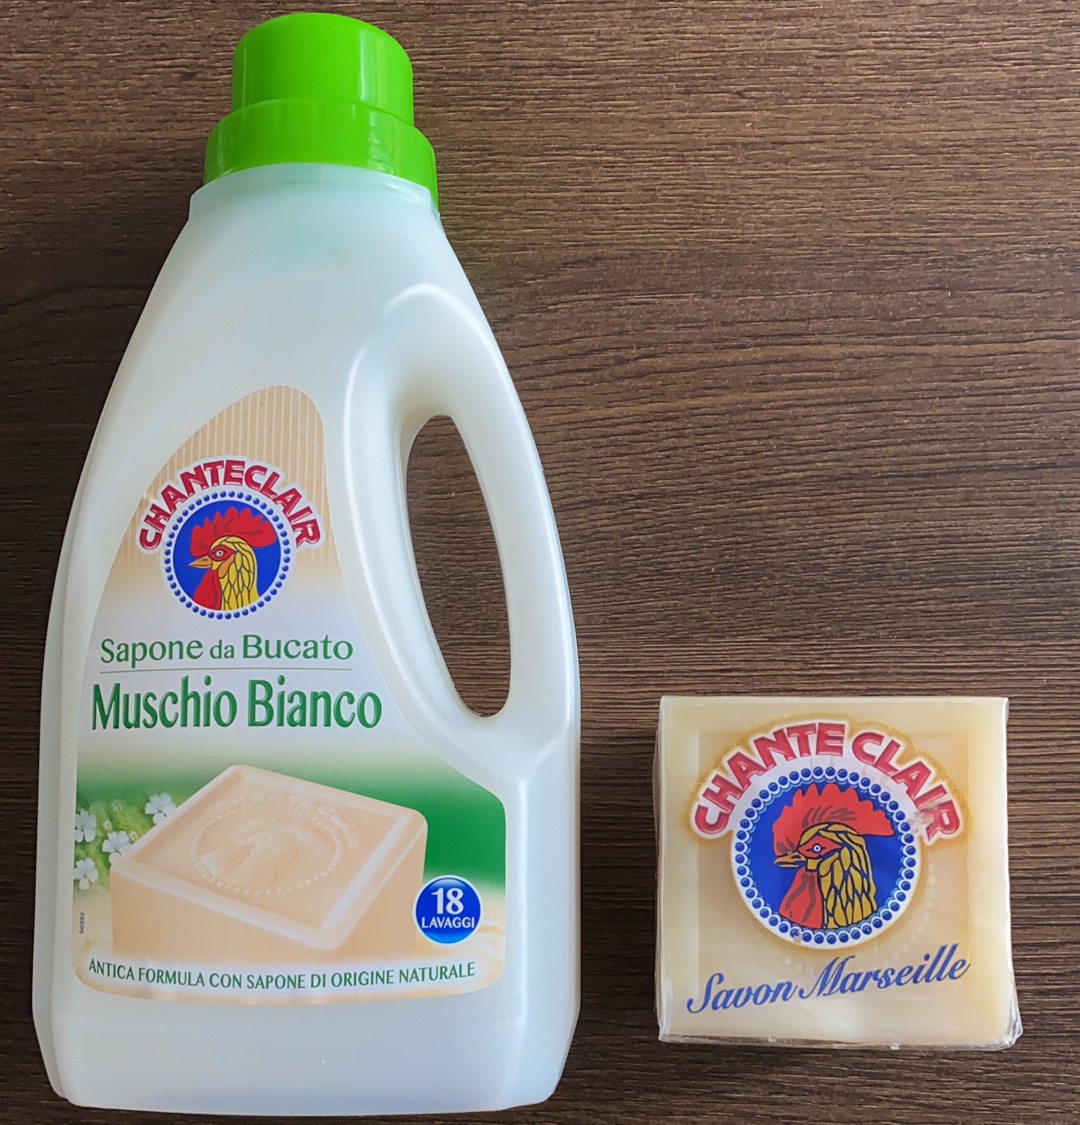 CHANTECLAIR
Sapone da Bucato
Muschio Bianco
18
LAVAGGI
ANTICA FORMULA CON SAPONE DI ORIGINE NATURALE
CHANTE CLAIR
Savon Marseille